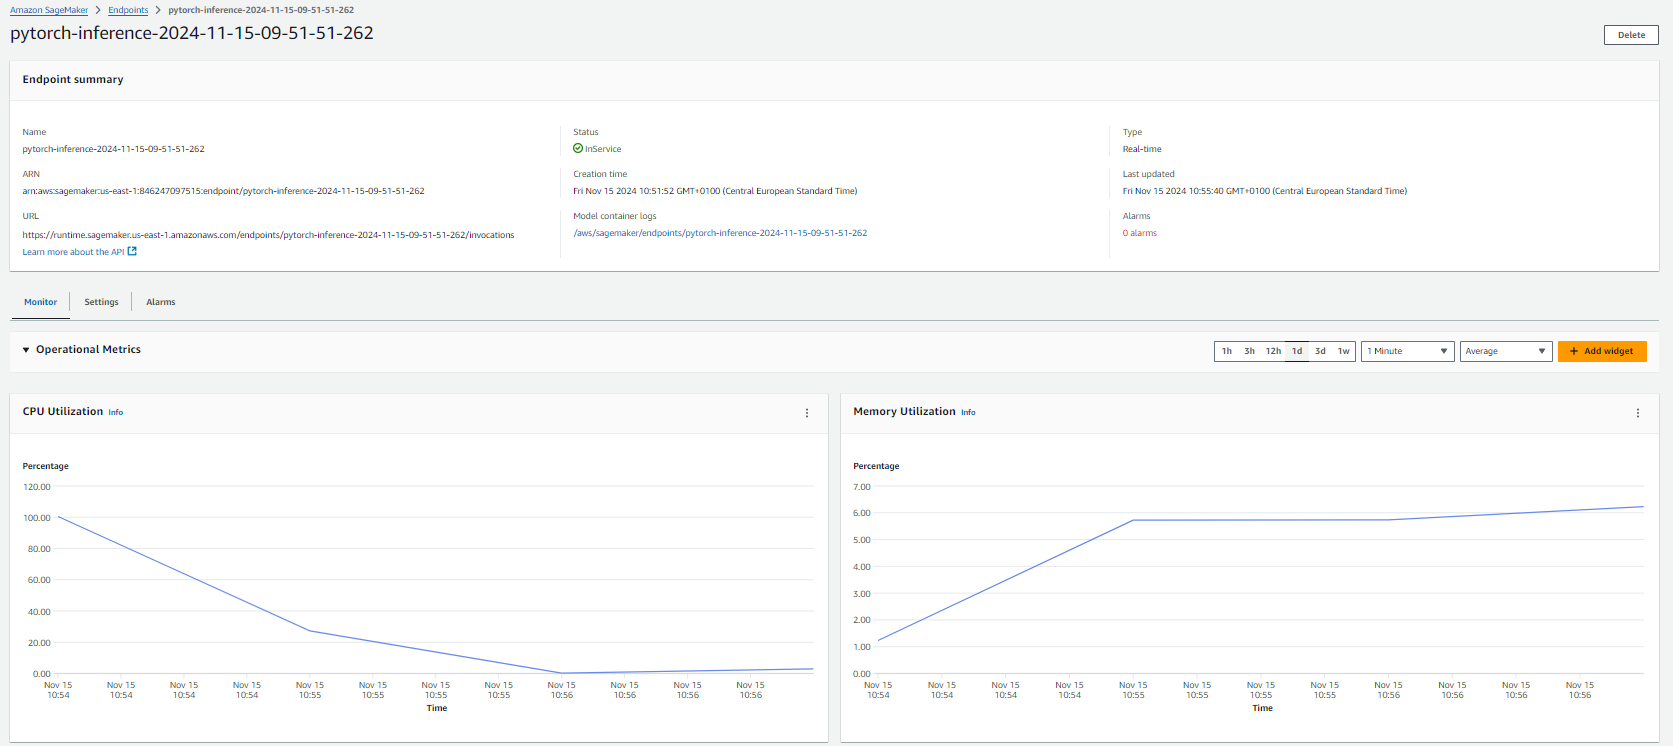 Amazon SageMaker > Endpoints > pytorch-inference-2024-11-15-09-51-51-262
pytorch-inference-2024-11-15-09-51-51-262
Delete
Endpoint summary
Name
pytorch-inference-2024-11-15-09-51-51-262
Status
InService
Type
Real-time
ARN
arn:aws:sagemaker:us-east-1:846247097515:endpoint/pytorch-inference-2024-11-15-09-51-51-262
Creation time
Fri Nov 15 2024 10:51:52 GMT+0100 (Central European Standard Time)
Last updated
Fri Nov 15 2024 10:55:40 GMT+0100 (Central European Standard Time)
URL
https://runtime.sagemaker.us-east-1.amazonaws.com/endpoints/pytorch-inference-2024-11-15-09-51-51-262/invocations
Learn more about the API
Model container logs
/aws/sagemaker/endpoints/pytorch-inference-2024-11-15-09-51-51-262
Alarms
0 alarms
Monitor Settings Alarms
Operational Metrics
1h 3h 12h 1d 3d 1w
1 Minute
Average
+ Add widget
CPU Utilization Info
Percentage
120.00
100.00
80.00
60.00
40.00
20.00
0.00
Nov 15 Nov 15 Nov 15 Nov 15 Nov 15 Nov 15 Nov 15 Nov 15 Nov 15 Nov 15 Nov 15 Nov 15
10:54 10:54 10:54 10:54 10:55 10:55 10:55 10:55 10:56 10:56 10:56 10:56
Time
Memory Utilization Info
Percentage
7.00
6.00
5.00
4.00
3.00
2.00
1.00
0.00
Nov 15 Nov 15 Nov 15 Nov 15 Nov 15 Nov 15 Nov 15 Nov 15 Nov 15 Nov 15 Nov 15 Nov 15
10:54 10:54 10:54 10:54 10:55 10:55 10:55 10:55 10:56 10:56 10:56 10:56
Time